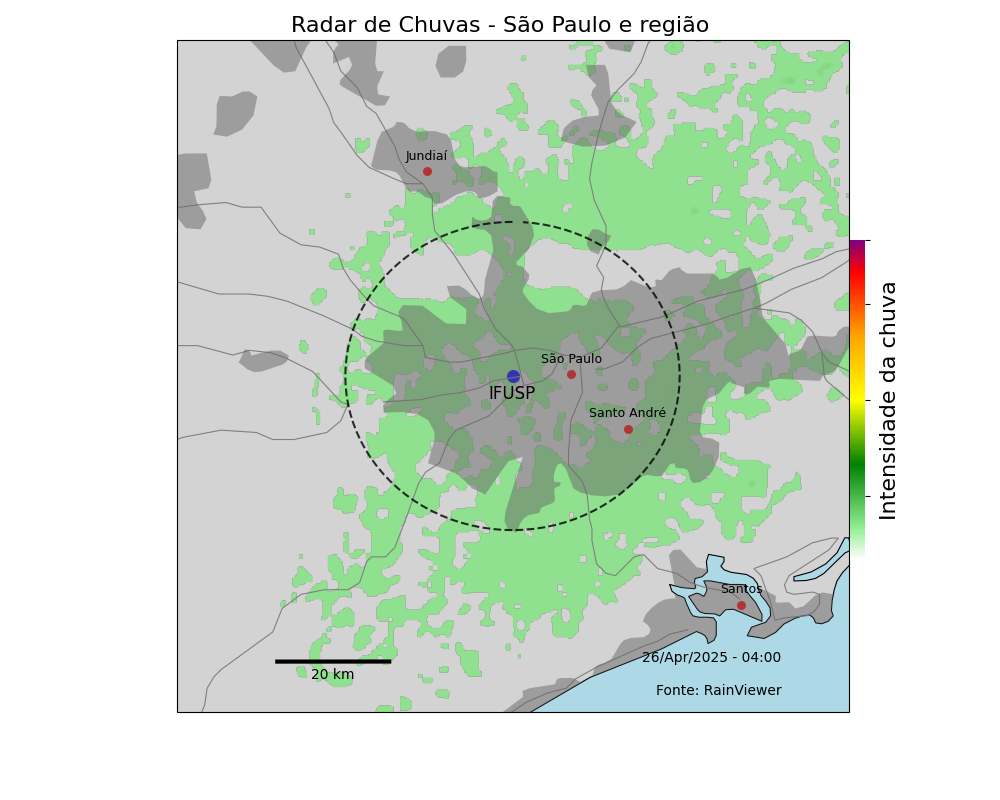 Radar de Chuvas - São Paulo e região
Jundiaí
São Paulo
IFUSP
Santo André
Santos
26/Apr/2025 - 04:00
20 km
Fonte: RainViewer
Intensidade da chuva